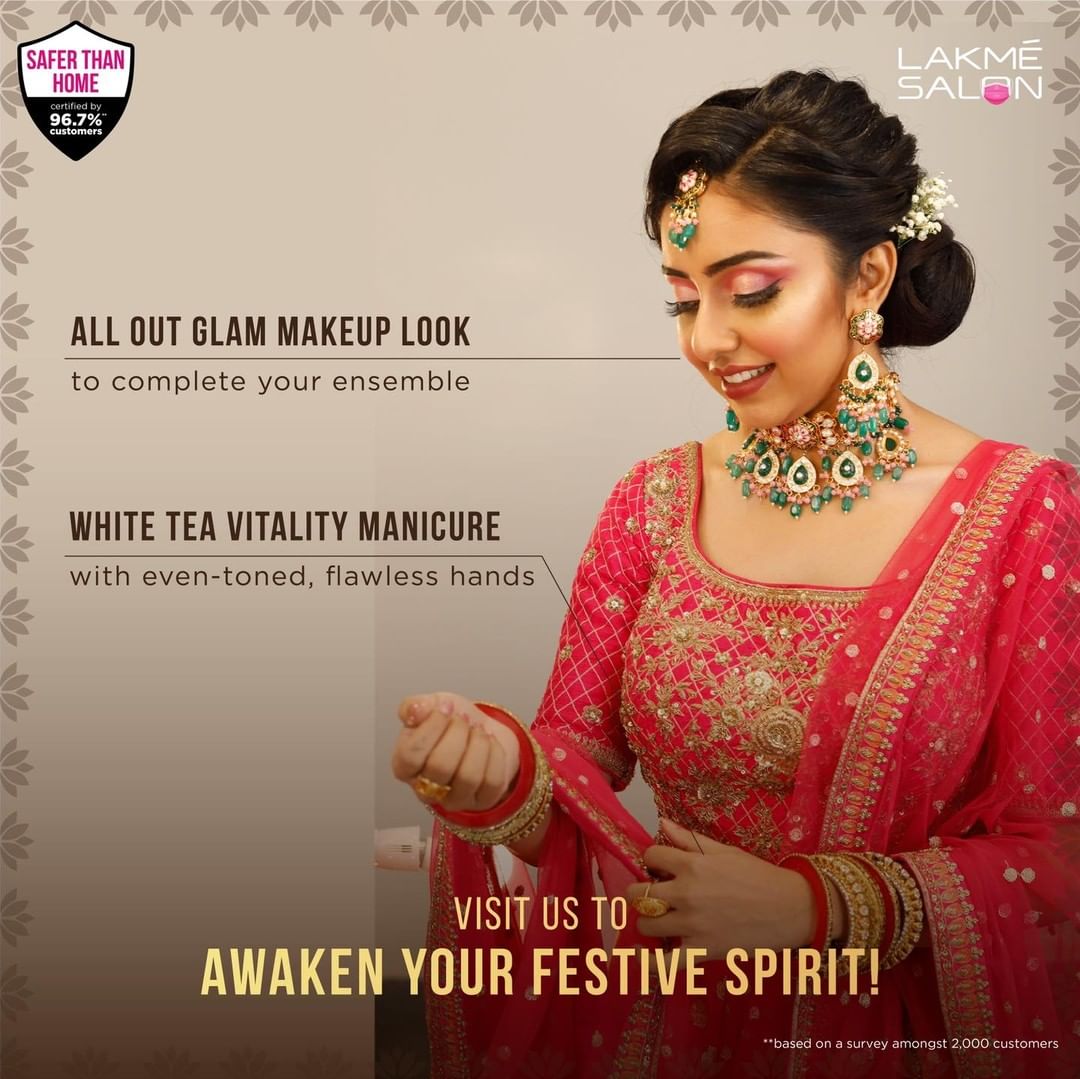 SAFER THAN
HOME
certified by
96.7%**
customers
LAKMÉ
SALON
ALL OUT GLAM MAKEUP LOOK
to complete your ensemble
WHITE TEA VITALITY MANICURE
with even-toned, flawless hands
VISIT US TO
AWAKEN YOUR FESTIVE SPIRIT!
**based on a survey amongst 2,000 customers